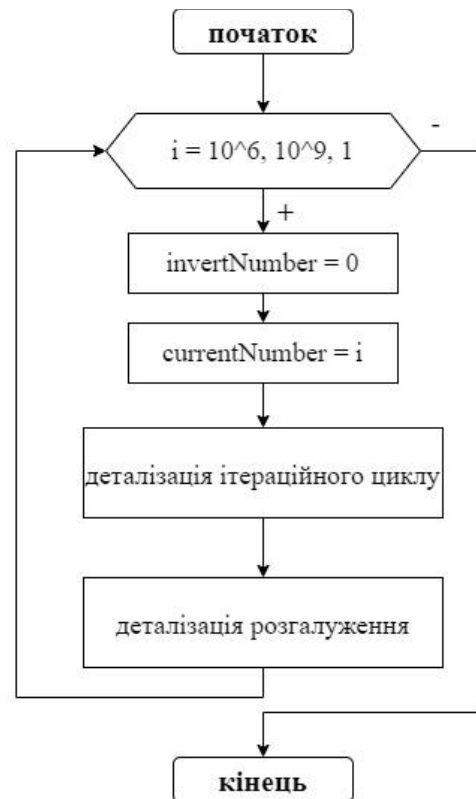 початок
i = 10^6, 10^9, 1
-
+
invertNumber = 0
currentNumber = i
деталізація ітераційного циклу
деталізація розгалуження
кінець